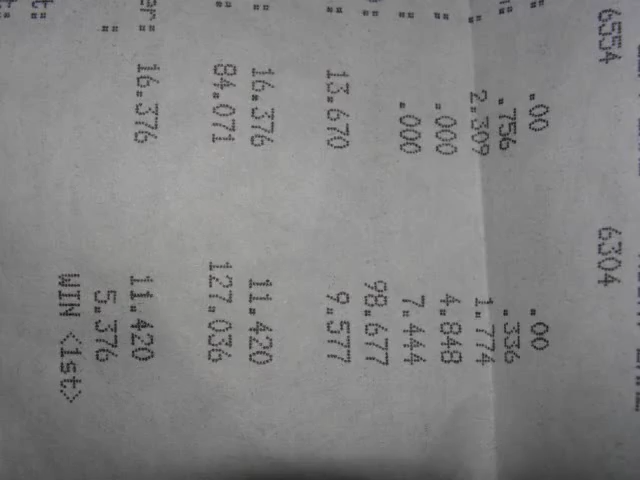 6554 6304
: .00 .00
: .756 .336
: 2.309 1.774
: .000 4.848
: .000 7.444
: 98.677
: 13.670 9.577
: 16.376 11.420
: 84.071 127.036
er: 16.376 11.420
: 5.376
WIN <1st>
t:
t: